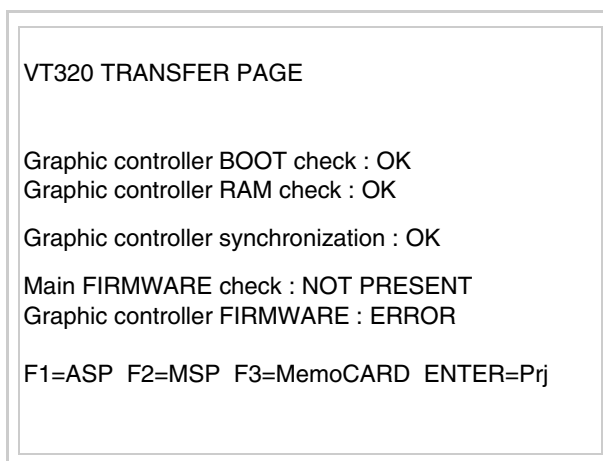 VT320 TRANSFER PAGE
Graphic controller BOOT check : OK
Graphic controller RAM check : OK
Graphic controller synchronization : OK
Main FIRMWARE check : NOT PRESENT
Graphic controller FIRMWARE : ERROR
F1=ASP F2=MSP F3=MemoCARD ENTER=Prj